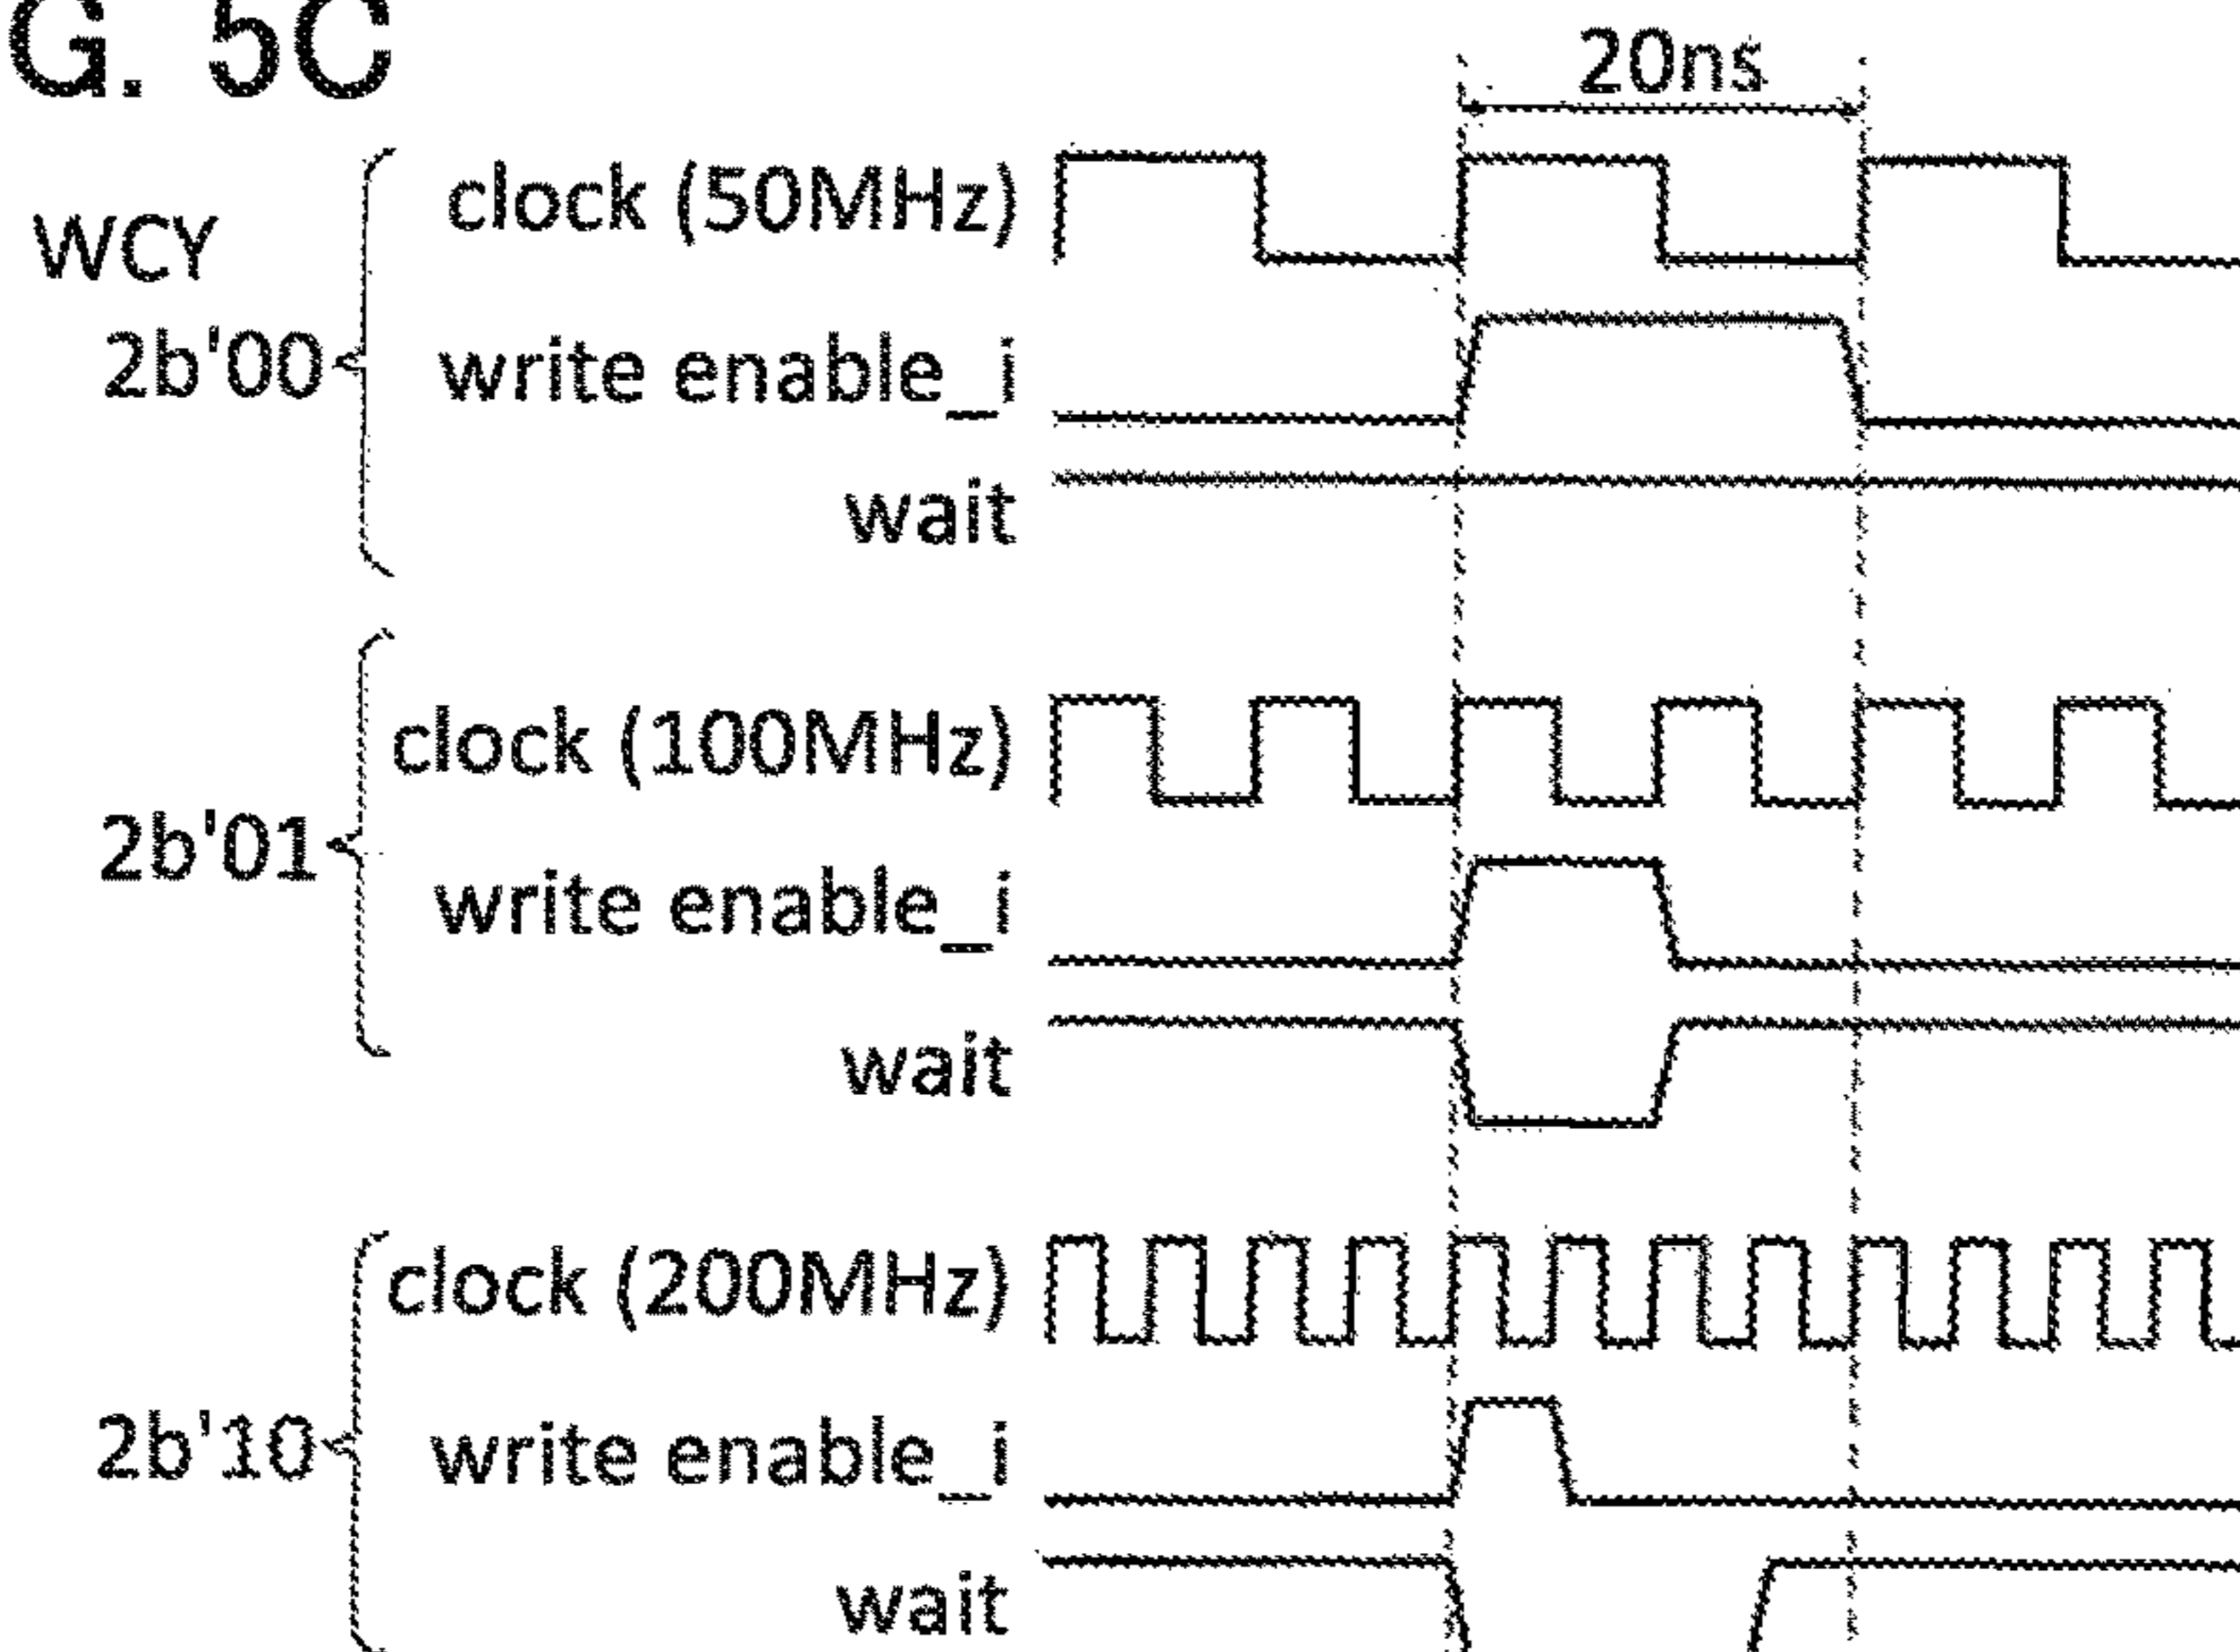 G. 5C
20ns
clock (50MHz)
WCY
2b'00
write enable_i
wait
clock (100MHz)
2b'01
write enable_i
wait
clock (200MHz)
2b'10
write enable_i
wait